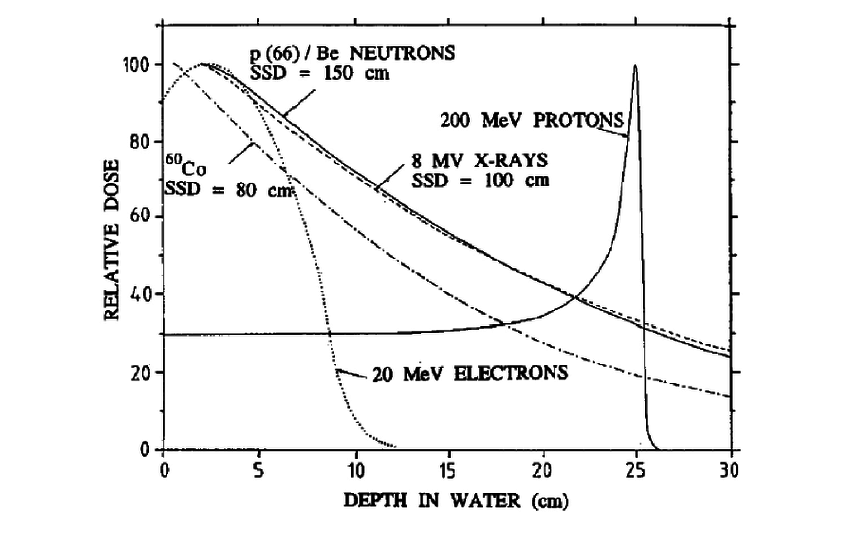 p (66) / Be NEUTRONS
SSD = 150 cm
200 MeV PROTONS
8 MV X-RAYS
SSD = 100 cm
60Co
SSD = 80 cm
20 MeV ELECTRONS
RELATIVE DOSE
100
80
60
40
20
0
0 5 10 15 20 25 30
DEPTH IN WATER (cm)